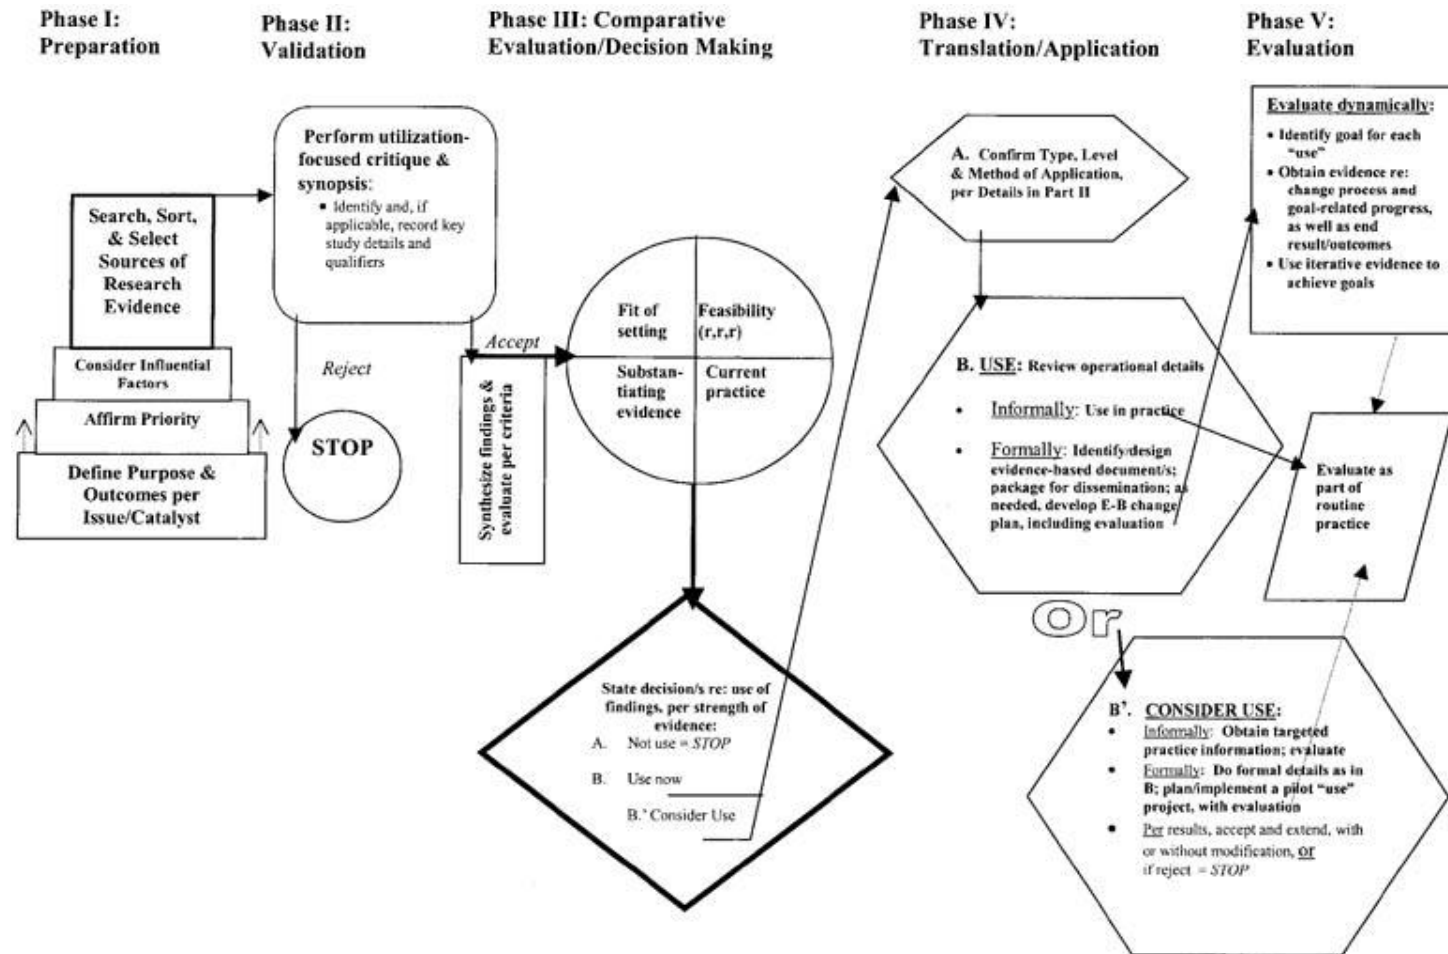 Phase I:
Preparation
Phase II:
Validation
Phase III: Comparative
Evaluation/Decision Making
Phase IV:
Translation/Application
Phase V:
Evaluation
Search, Sort,
& Select
Sources of
Research
Evidence
Consider Influential
Factors
Affirm Priority
Define Purpose &
Outcomes per
Issue/Catalyst
Perform utilization-
focused critique &
synopsis:
▪ Identify and, if
applicable, record key
study details and
qualifiers
Reject
STOP
Accept
Synthesize findings &
evaluate per criteria
Fit of
setting
Feasibility
(r,r,r)
Substan-
tiating
evidence
Current
practice
State decision/s re: use of
findings, per strength of
evidence:
A. Not use = STOP
B. Use now
B.' Consider Use
A. Confirm Type, Level
& Method of Application,
per Details in Part II
B. USE: Review operational details
• Informally: Use in practice
• Formally: Identify/design
evidence-based document/s;
package for dissemination; as
needed, develop E-B change
plan, including evaluation
Or
B'. CONSIDER USE:
• Informally: Obtain targeted
practice information; evaluate
• Formally: Do formal details as in
B; plan/implement a pilot “use”
project, with evaluation
• Per results, accept and extend, with
or without modification, or
if reject = STOP
Evaluate dynamically:
• Identify goal for each
“use”
• Obtain evidence re:
change process and
goal-related progress,
as well as end
result/outcomes
• Use iterative evidence to
achieve goals
Evaluate as
part of
routine
practice